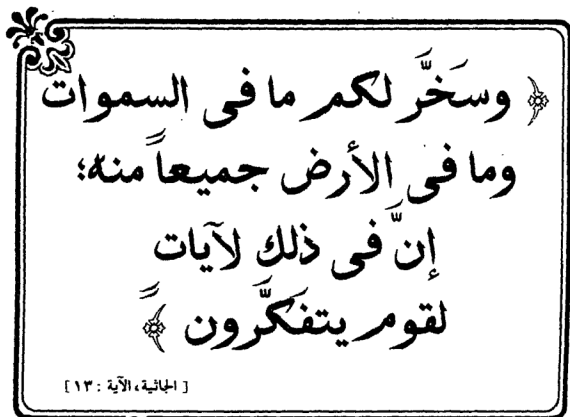 ﴿ وسَخَّر لكم ما فى السموات
وما فى الأرض جميعاً منه؛
إنَّ فى ذلك لآيات
لقوم يتفكَّرون ﴾
[ الجاثية، الآية : ١٣ ]